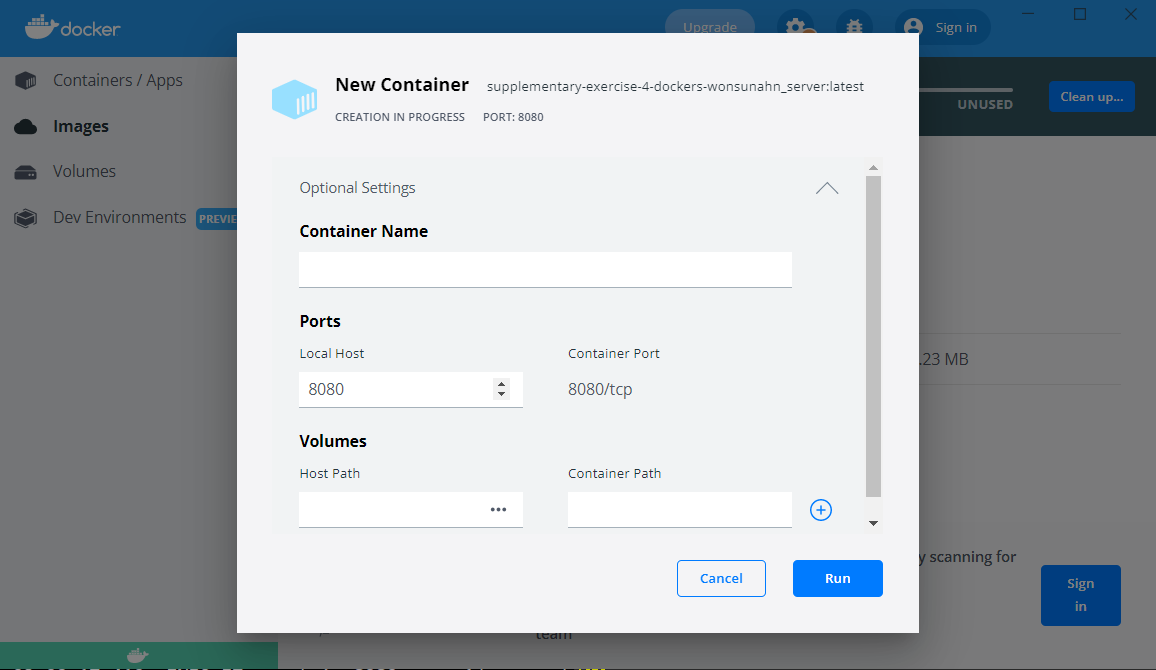 docker
Upgrade
Sign in
Containers / Apps
Images
Volumes
Dev Environments PREVIE
UNUSED
Clean up...
New Container supplementary-exercise-4-dockers-wonsunahn_server:latest
CREATION IN PROGRESS PORT: 8080
Optional Settings
Container Name
Ports
Local Host Container Port
8080 8080/tcp
Volumes
Host Path Container Path
Cancel Run
.23 MB
y scanning for
Sign
in
team